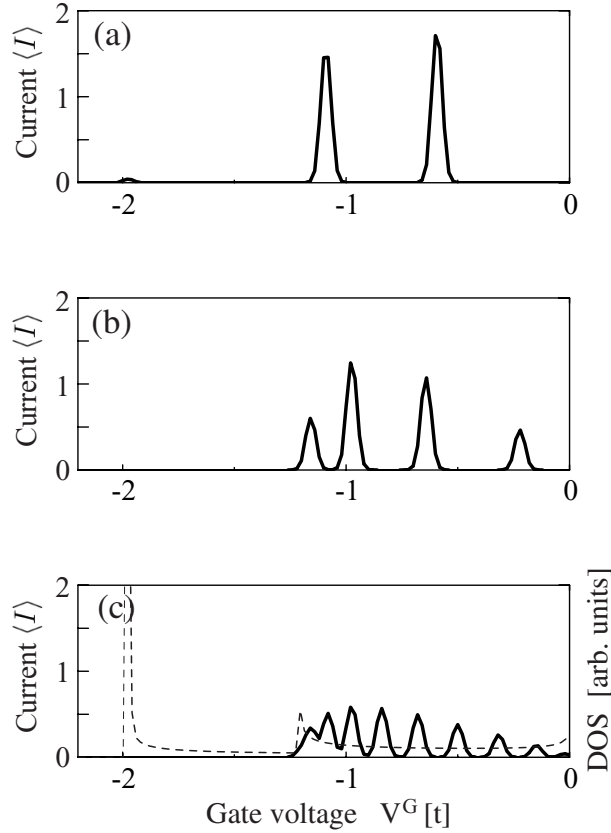 2
(a)
Current ⟨I⟩
1
0
-2
-1
0
2
(b)
Current ⟨I⟩
1
0
-2
-1
0
2
(c)
Current ⟨I⟩
1
0
DOS [arb. units]
-2
-1
0
Gate voltage V^G [t]